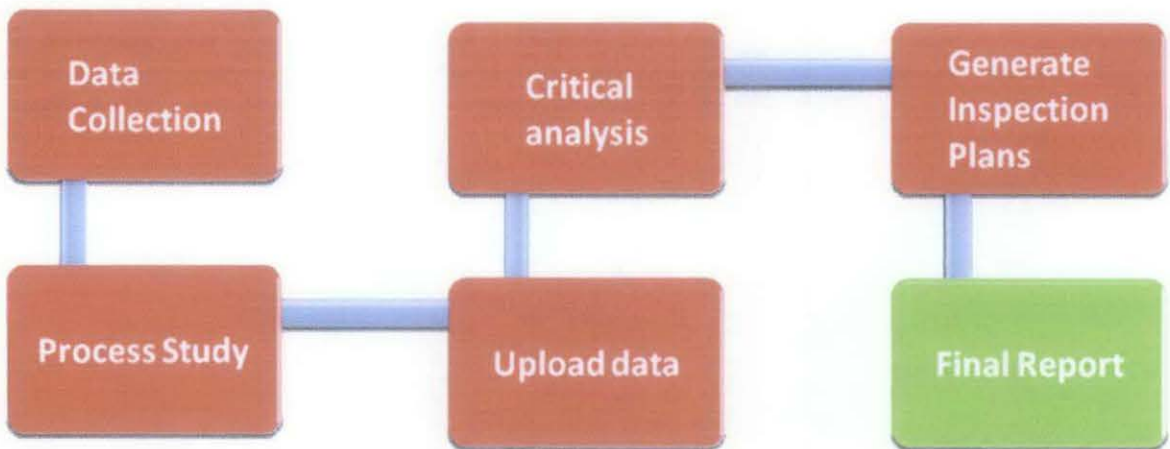 Data
Collection
Process Study
Upload data
Critical
analysis
Generate
Inspection
Plans
Final Report